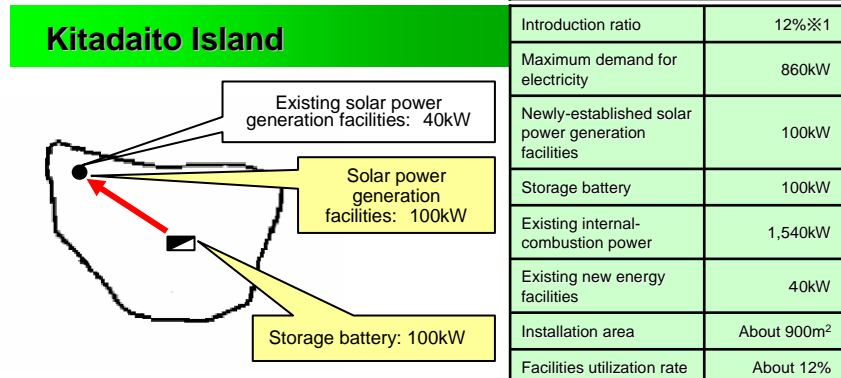 Kitadaito Island
Existing solar power
generation facilities: 40kW
Solar power
generation
facilities: 100kW
Storage battery: 100kW
Introduction ratio 12%※1
Maximum demand for
electricity 860kW
Newly-established solar
power generation
facilities 100kW
Storage battery 100kW
Existing internal-
combustion power 1,540kW
Existing new energy
facilities 40kW
Installation area About 900m²
Facilities utilization rate About 12%